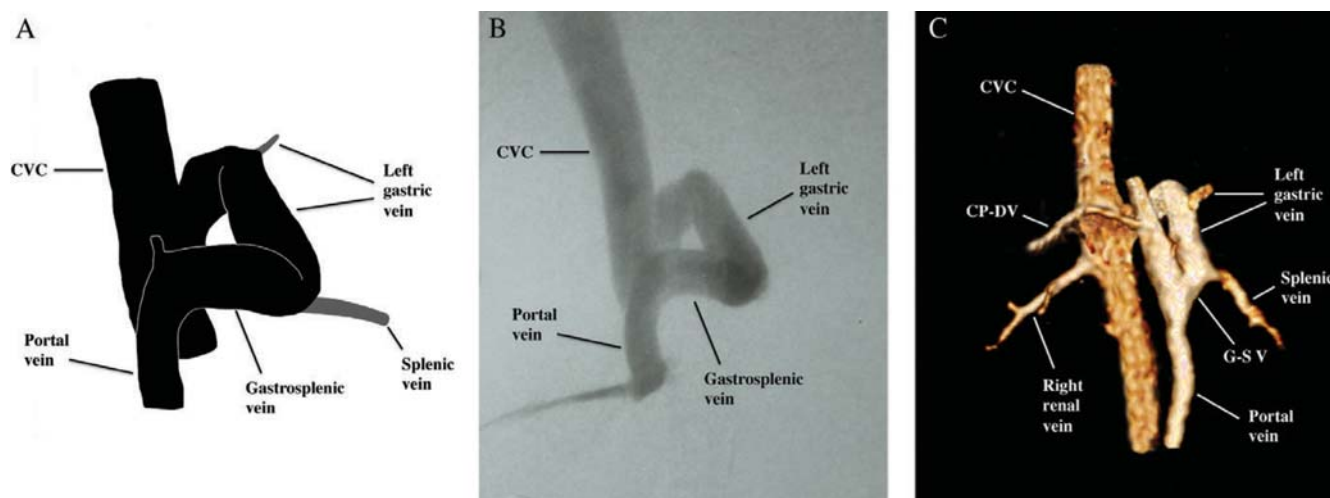 A
CVC
Left
gastric
vein
Portal
vein
Gastrosplenic
vein
Splenic
vein
B
CVC
Left
gastric
vein
Portal
vein
Gastrosplenic
vein
C
CVC
CP-DV
Left
gastric
vein
Splenic
vein
G-S V
Right
renal
vein
Portal
vein